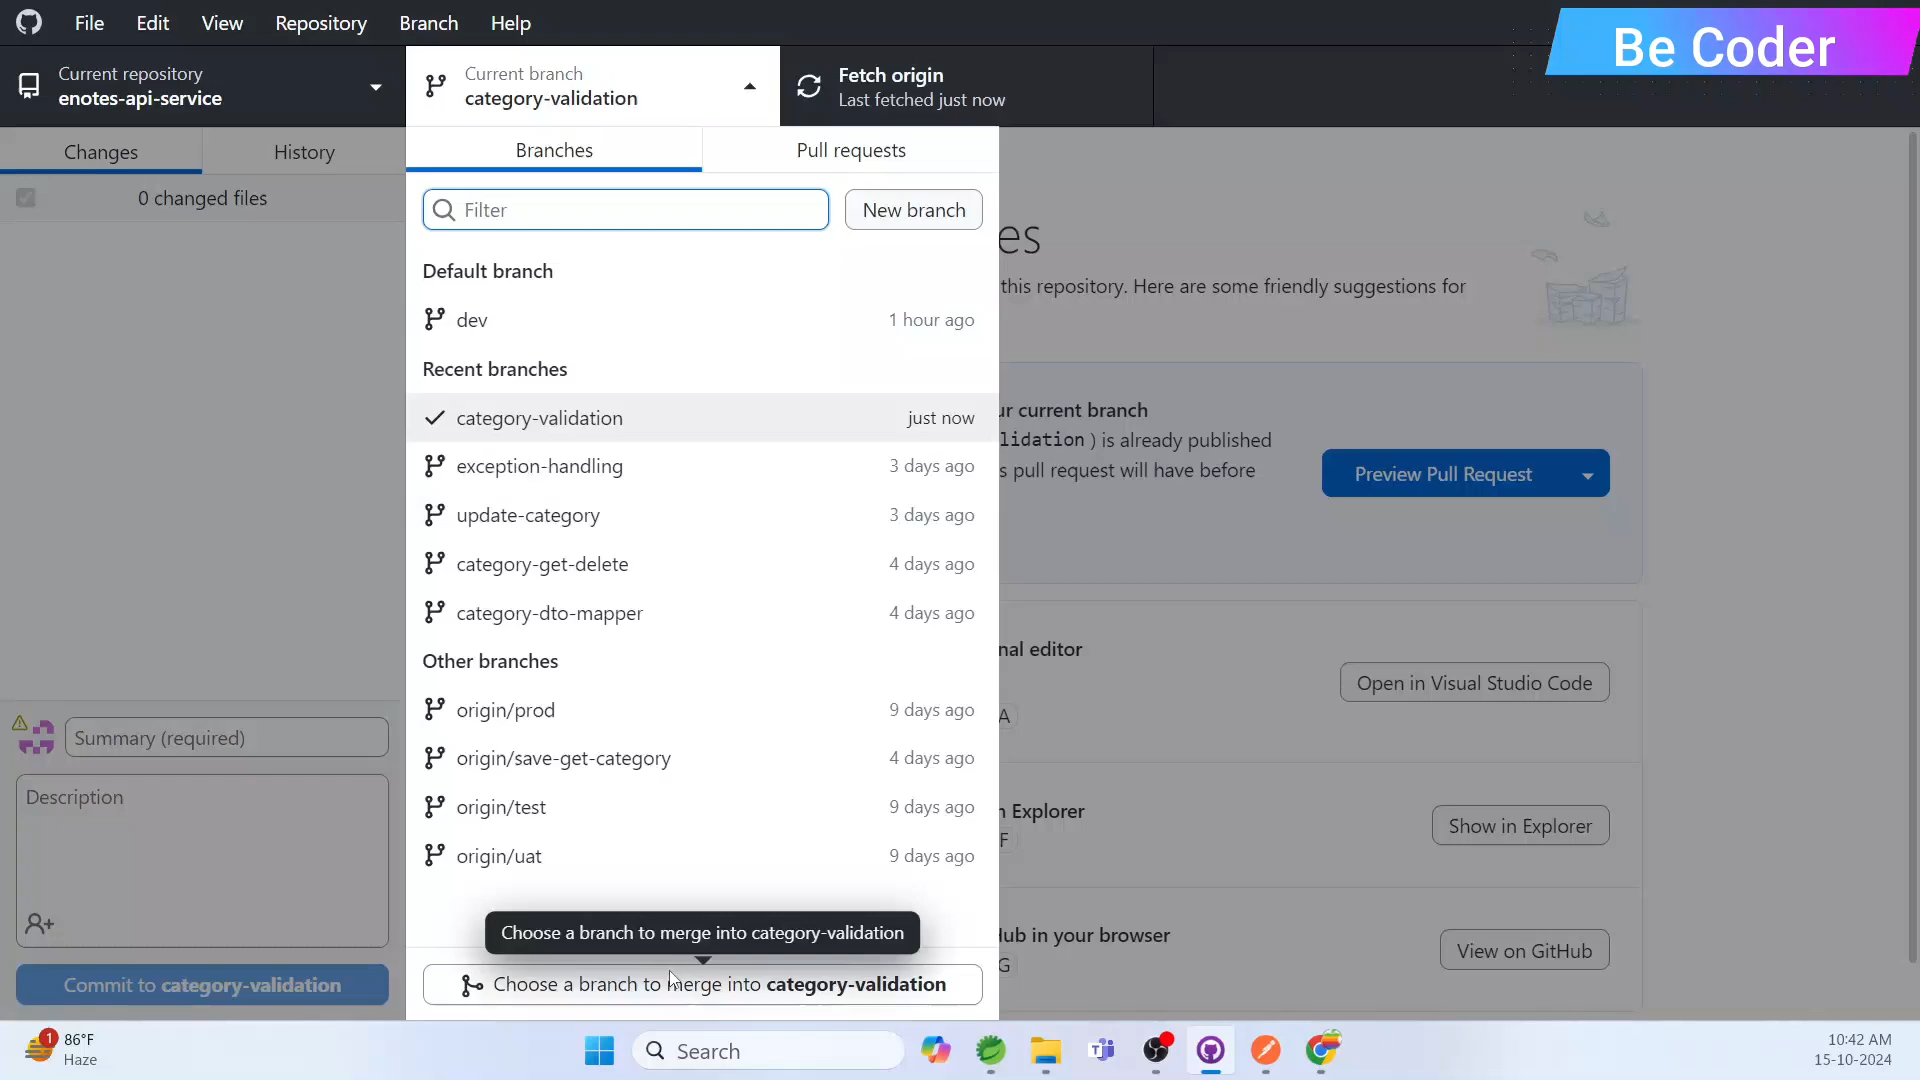 File Edit View Repository Branch Help
Be Coder
Current repository
enotes-api-service
Current branch
category-validation
Fetch origin
Last fetched just now
Changes
History
0 changed files
Branches
Pull requests
Filter
New branch
Default branch
dev 1 hour ago
Recent branches
category-validation just now
exception-handling 3 days ago
update-category 3 days ago
category-get-delete 4 days ago
category-dto-mapper 4 days ago
Other branches
origin/prod 9 days ago
origin/save-get-category 4 days ago
origin/test 9 days ago
origin/uat 9 days ago
Choose a branch to merge into category-validation
Choose a branch to merge into category-validation
es
this repository. Here are some friendly suggestions for
ur current branch
lidation ) is already published
s pull request will have before
Preview Pull Request
nal editor
A
Open in Visual Studio Code
n Explorer
F
Show in Explorer
Hub in your browser
G
View on GitHub
Summary (required)
Description
Commit to category-validation
1
86°F
Haze
Search
10:42 AM
15-10-2024